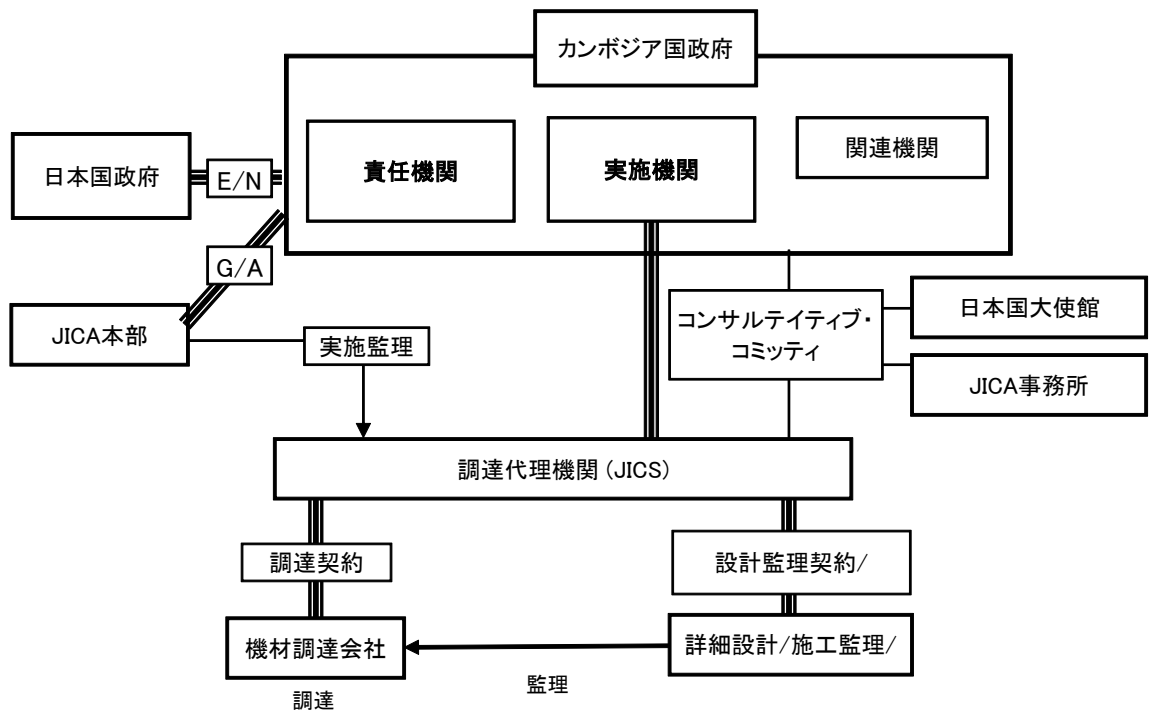 カンボジア国政府
責任機関
実施機関
関連機関
日本国政府
E/N
G/A
JICA本部
実施監理
コンサルテイティブ・
コミッティ
日本国大使館
JICA事務所
調達代理機関 (JICS)
調達契約
設計監理契約/
機材調達会社
詳細設計/施工監理/
調達
監理